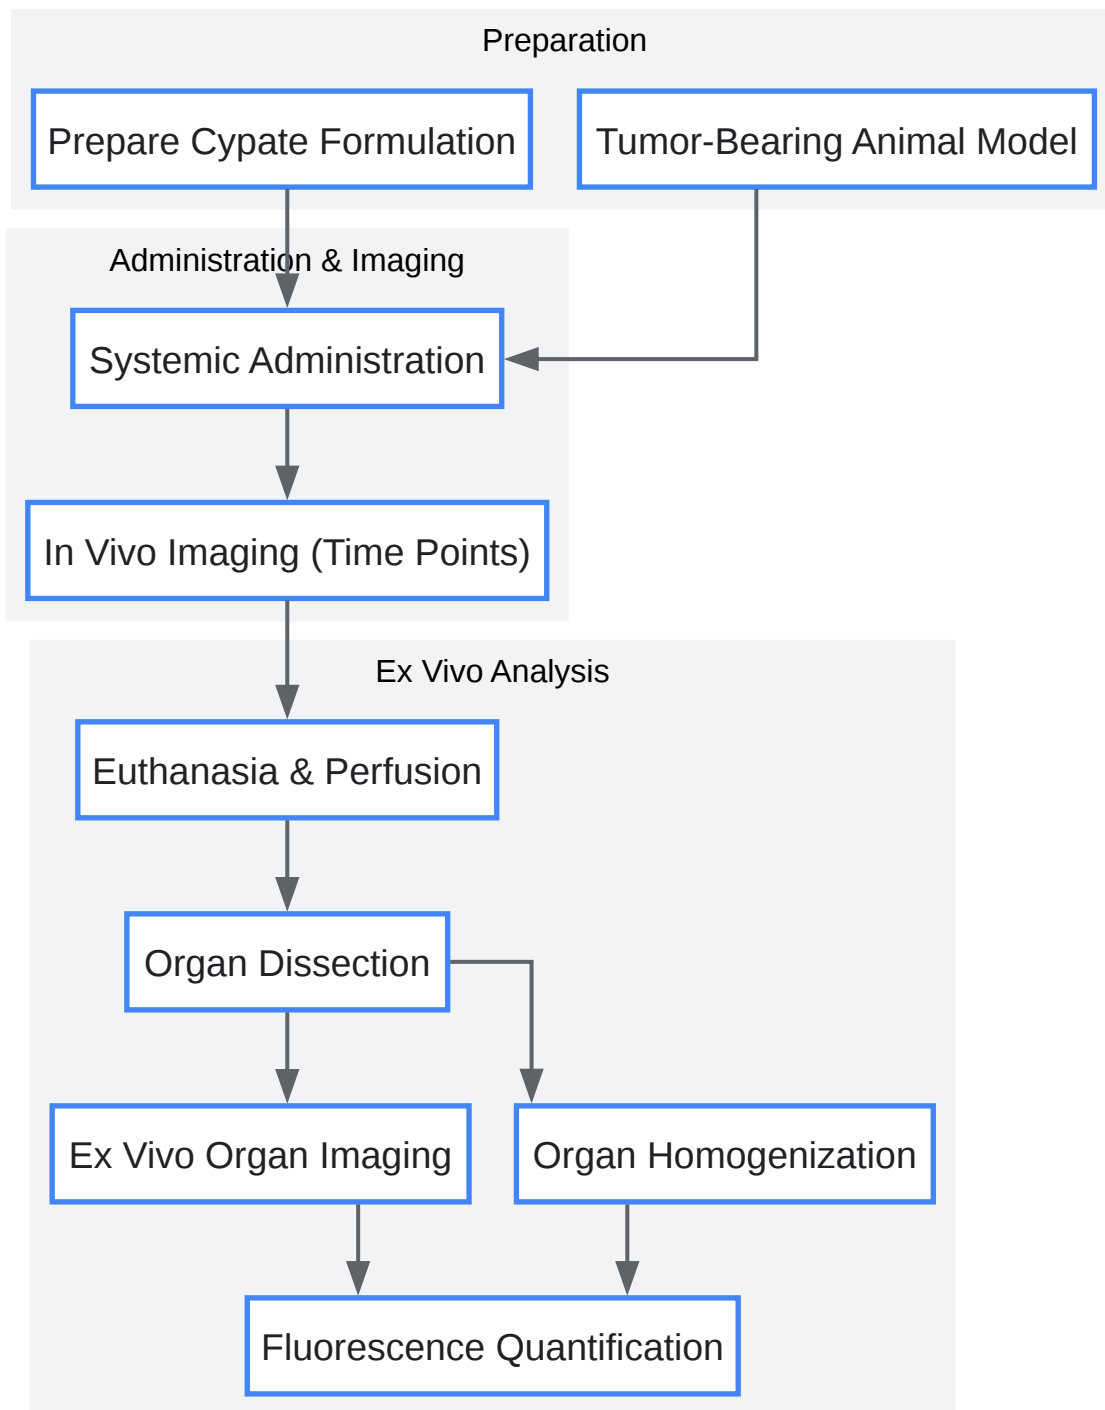 Preparation
Prepare Cypate Formulation
Tumor-Bearing Animal Model
Administration & Imaging
Systemic Administration
In Vivo Imaging (Time Points)
Ex Vivo Analysis
Euthanasia & Perfusion
Organ Dissection
Ex Vivo Organ Imaging
Organ Homogenization
Fluorescence Quantification